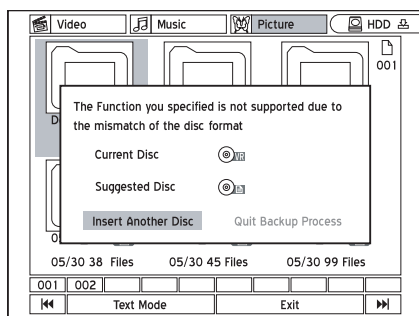 Video Music Picture HDD
001
The Function you specified is not supported due to
the mismatch of the disc format
Current Disc
Suggested Disc
Insert Another Disc Quit Backup Process
05/30 38 Files 05/30 45 Files 05/30 99 Files
001 002
Text Mode Exit